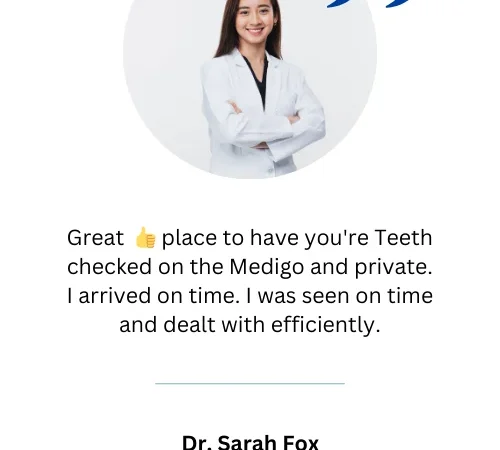 Great 👍 place to have you're Teeth
checked on the Medigo and private.
I arrived on time. I was seen on time
and dealt with efficiently.
Dr. Sarah Fox